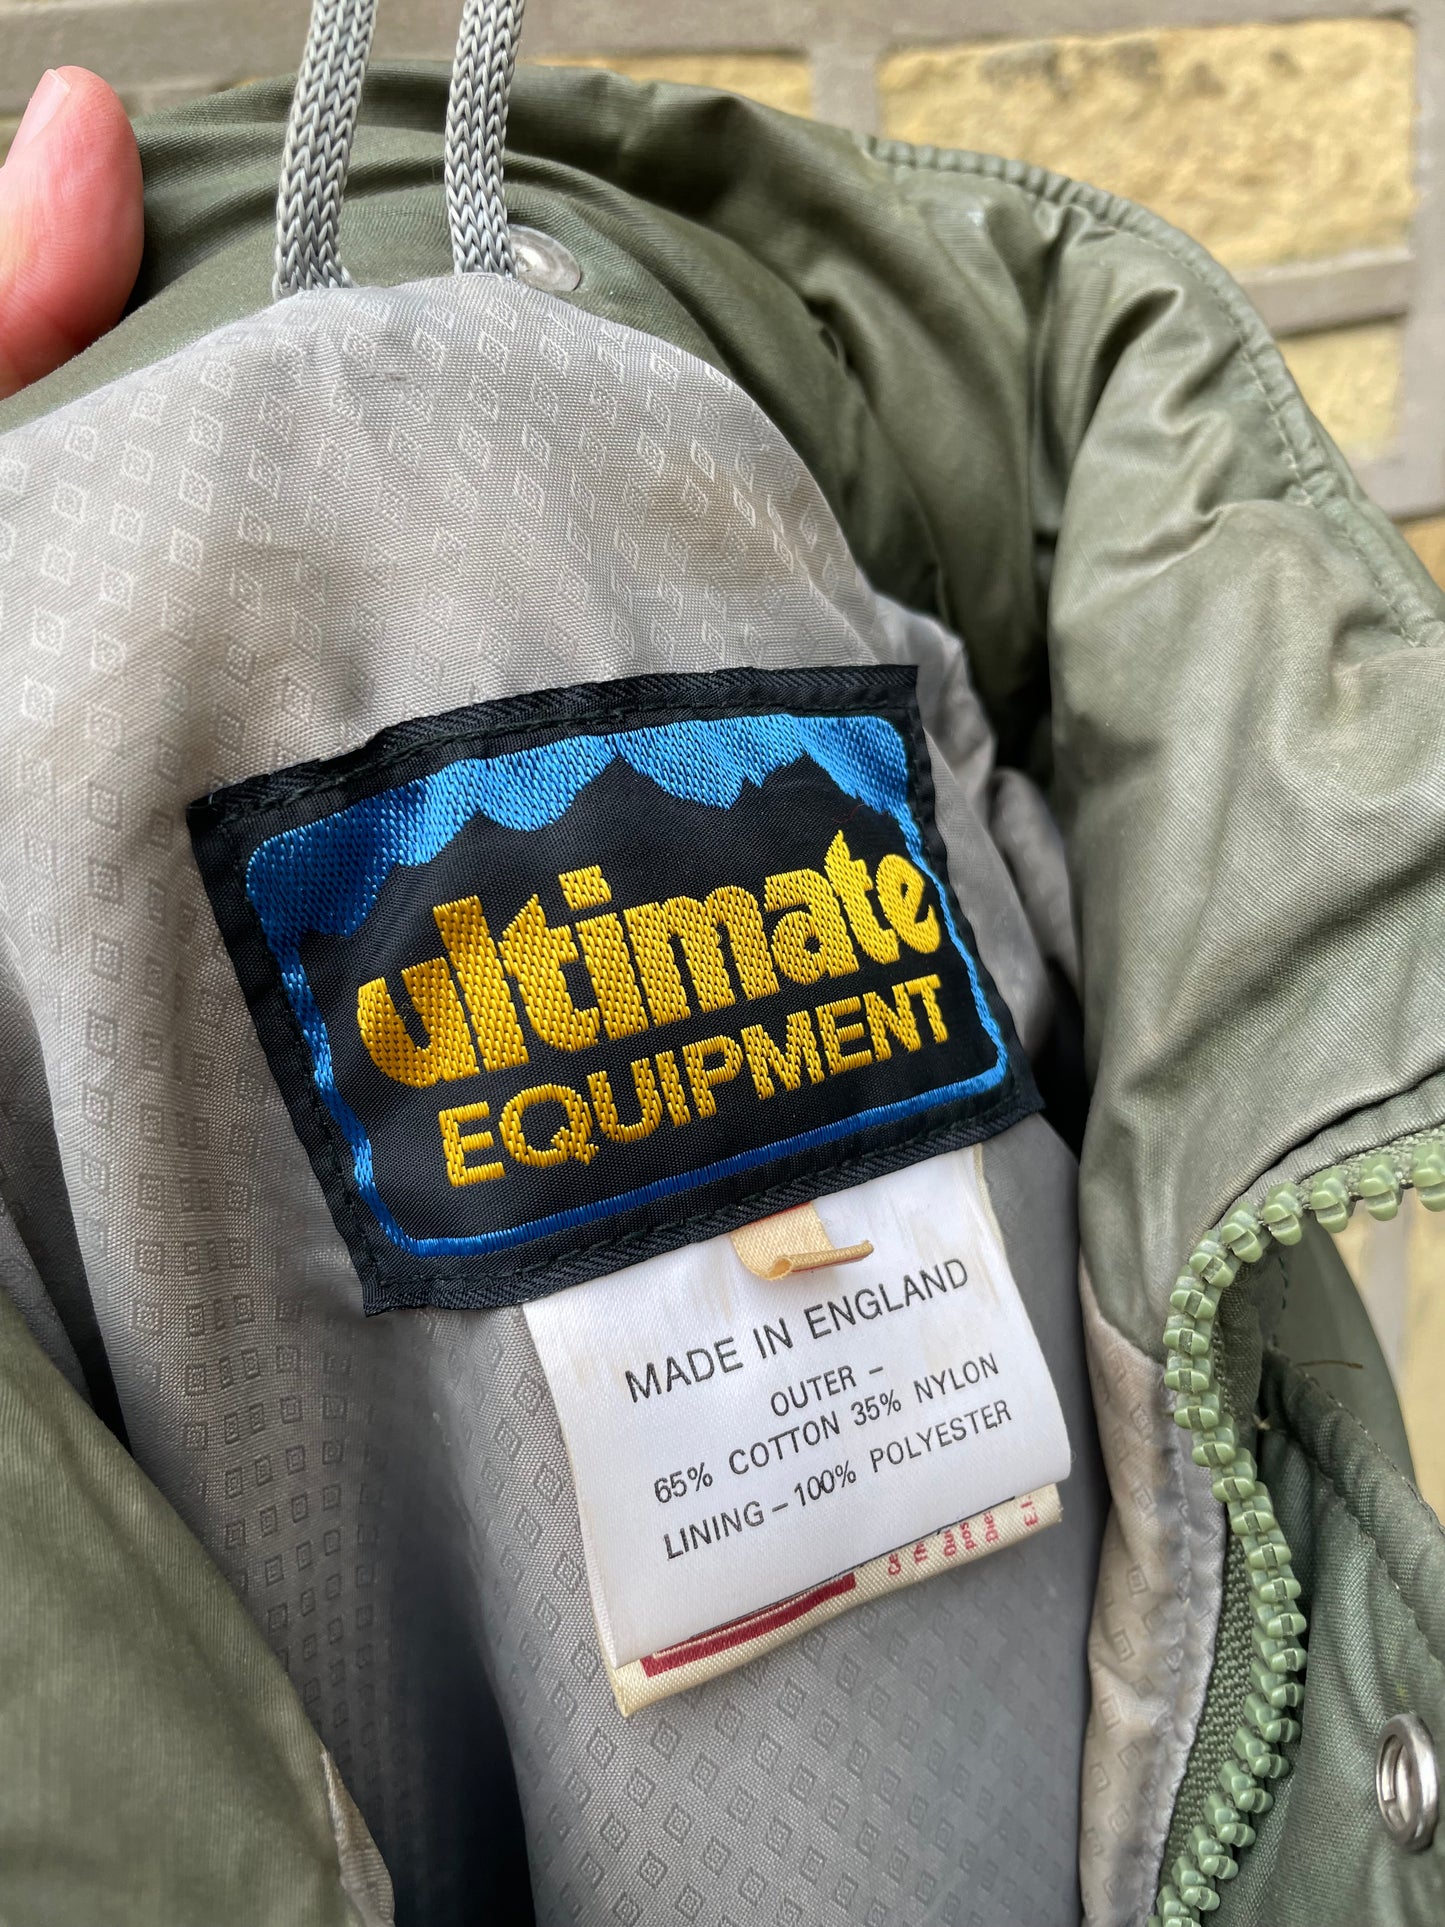 ultimate
EQUIPMENT
MADE IN ENGLAND
OUTER -
65% COTTON 35% NYLON
LINING - 100% POLYESTER